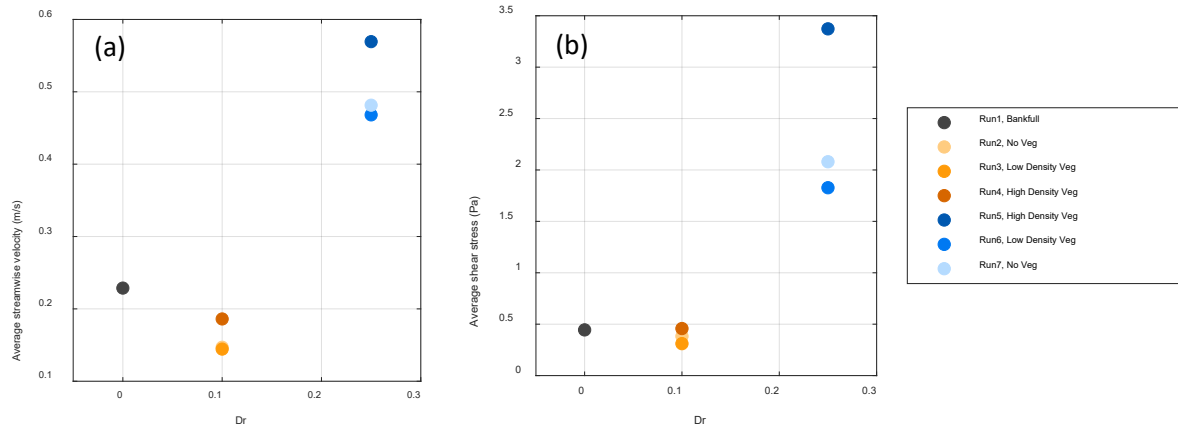 (a)
0.6
0.5
0.4
0.3
0.2
0.1
0
0.1
0.2
0.3
Average streamwise velocity (m/s)
Dr
(b)
3.5
3
2.5
2
1.5
1
0.5
0
0
0.1
0.2
0.3
Average shear stress (Pa)
Dr
Run1, Bankfull
Run2, No Veg
Run3, Low Density Veg
Run4, High Density Veg
Run5, High Density Veg
Run6, Low Density Veg
Run7, No Veg